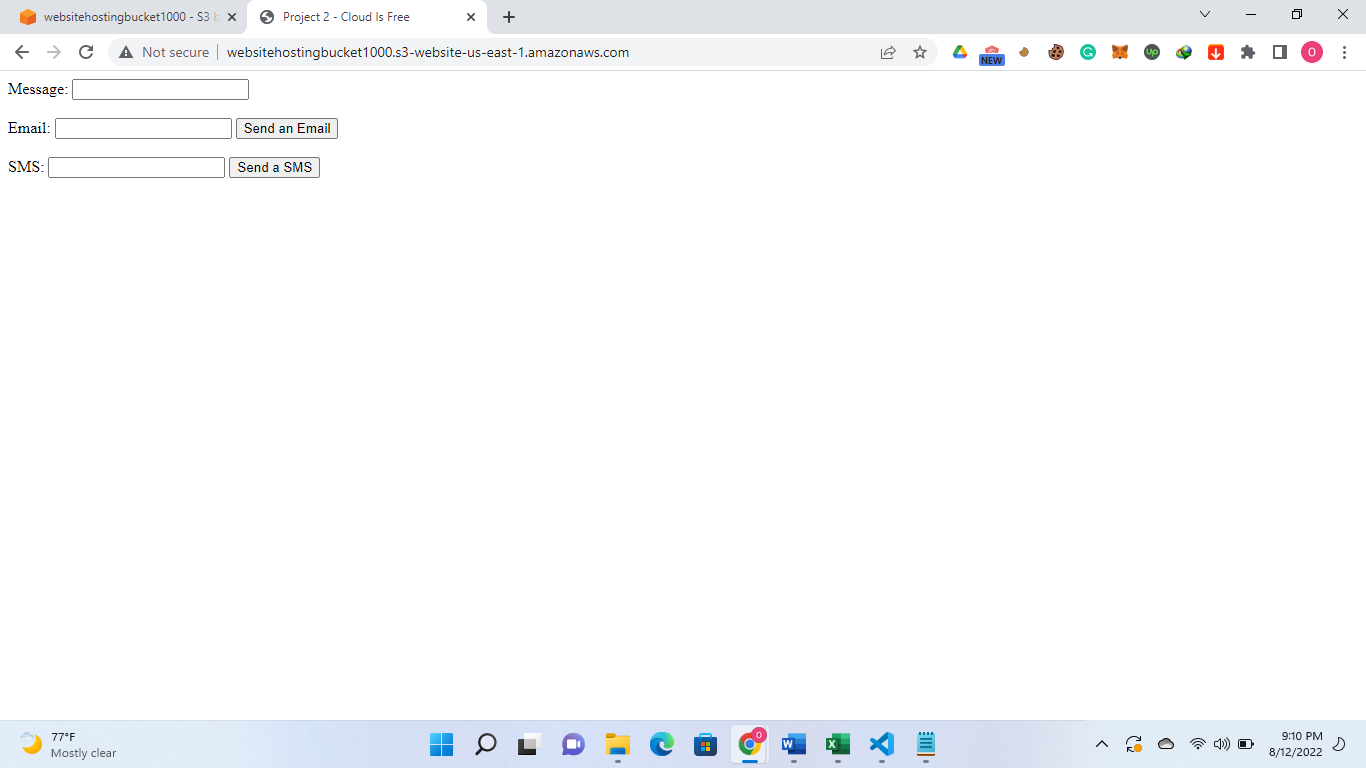 websitehostingbucket1000 - S3 b
Project 2 - Cloud Is Free
Not secure
websitehostingbucket1000.s3-website-us-east-1.amazonaws.com
NEW
Up
O
Message:
Email:
Send an Email
SMS:
Send a SMS
77°F
Mostly clear
9:10 PM
8/12/2022